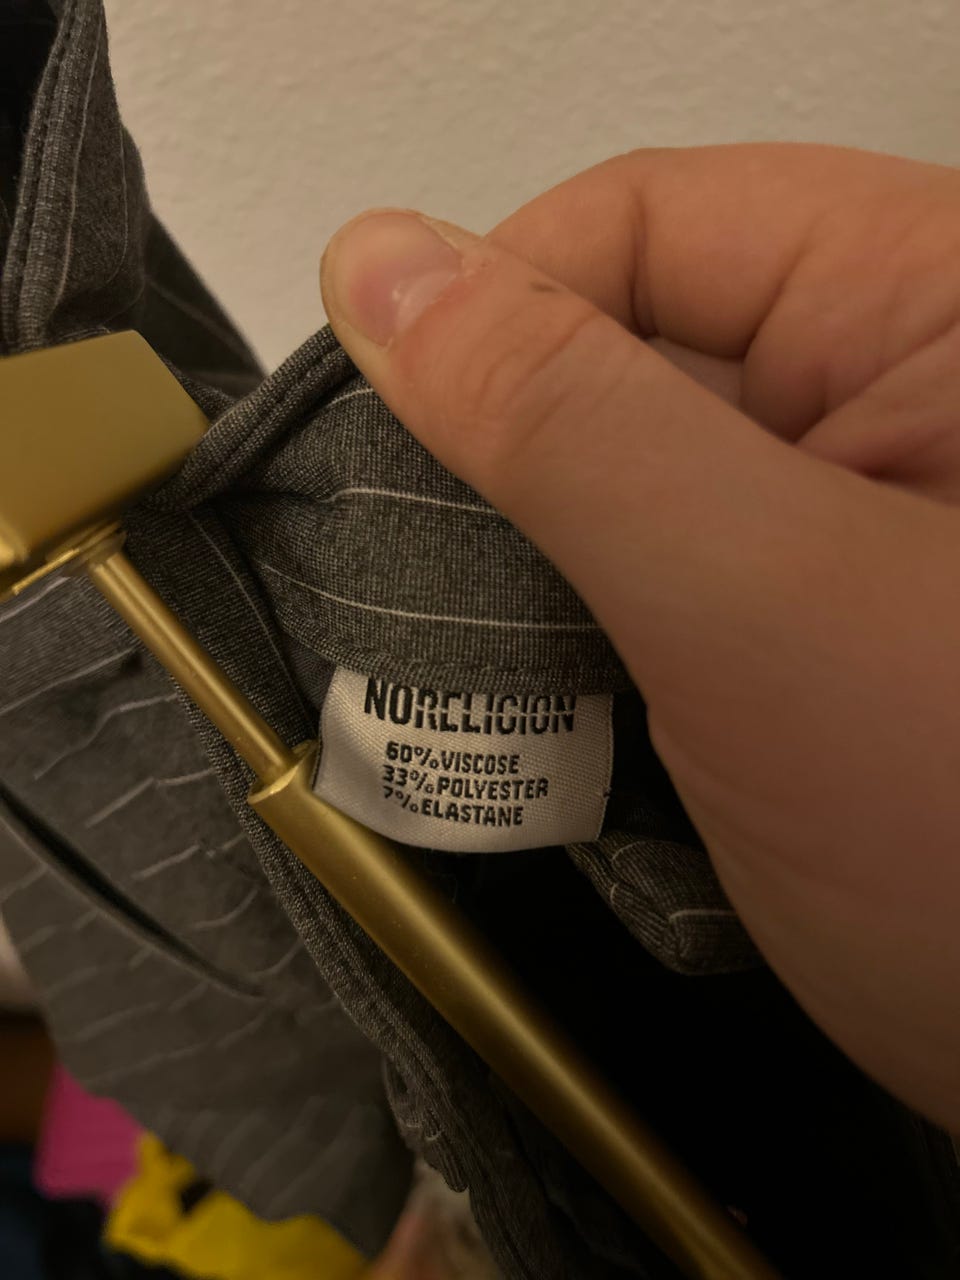 NORELIGION
60% VISCOSE
33% POLYESTER
7% ELASTANE